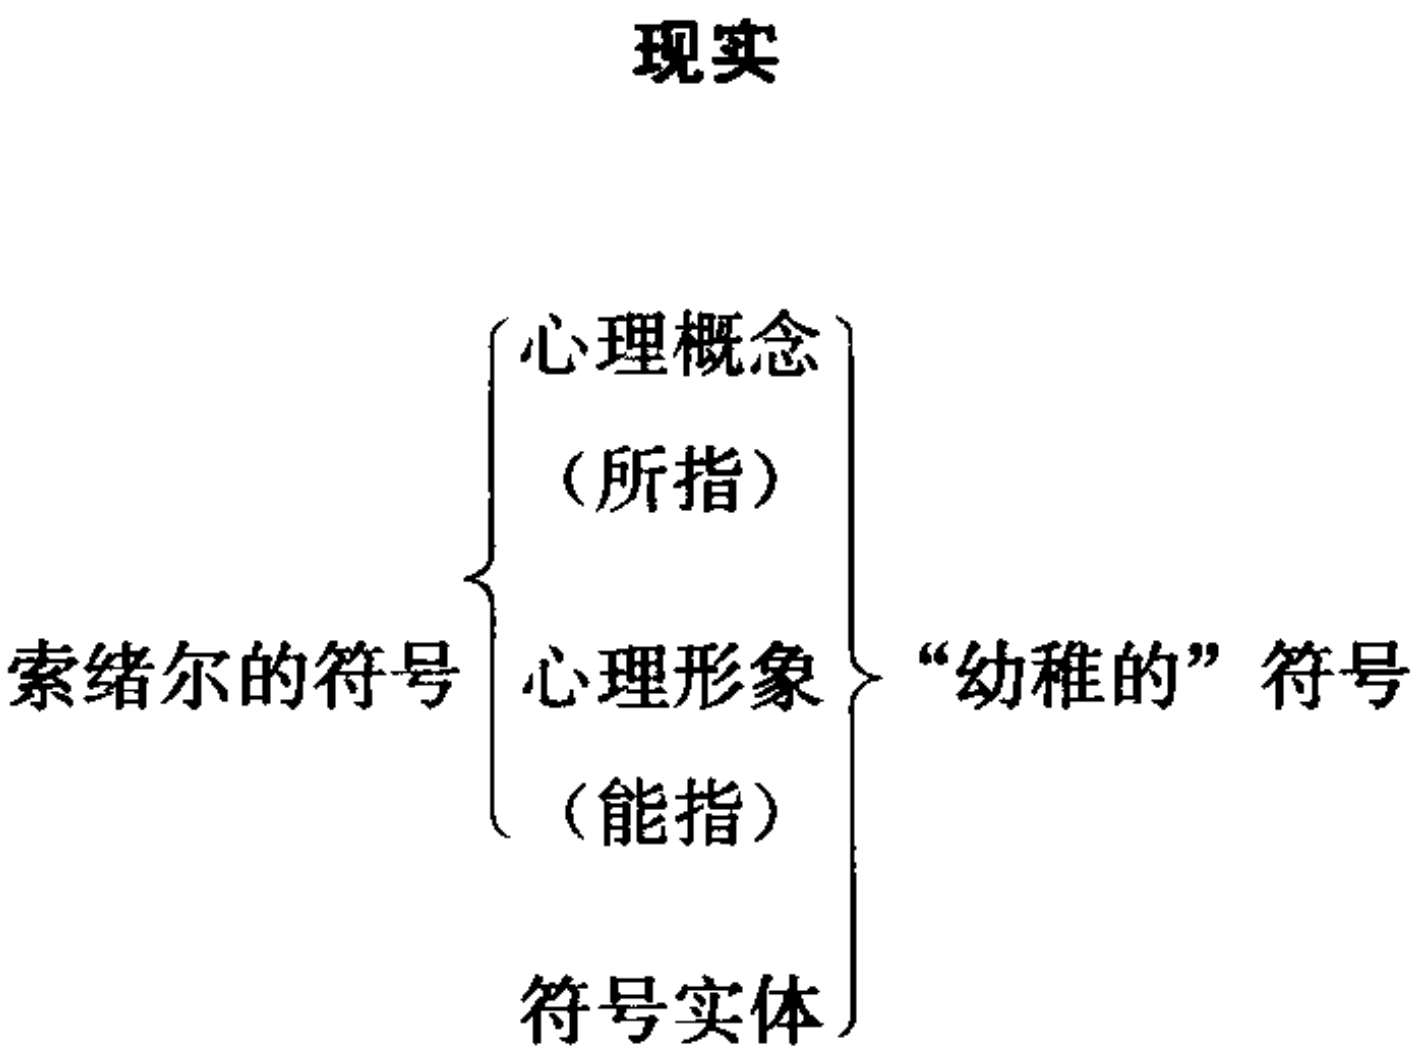 现实
心理概念
（所指）
索绪尔的符号 心理形象 “幼稚的”符号
（能指）
符号实体